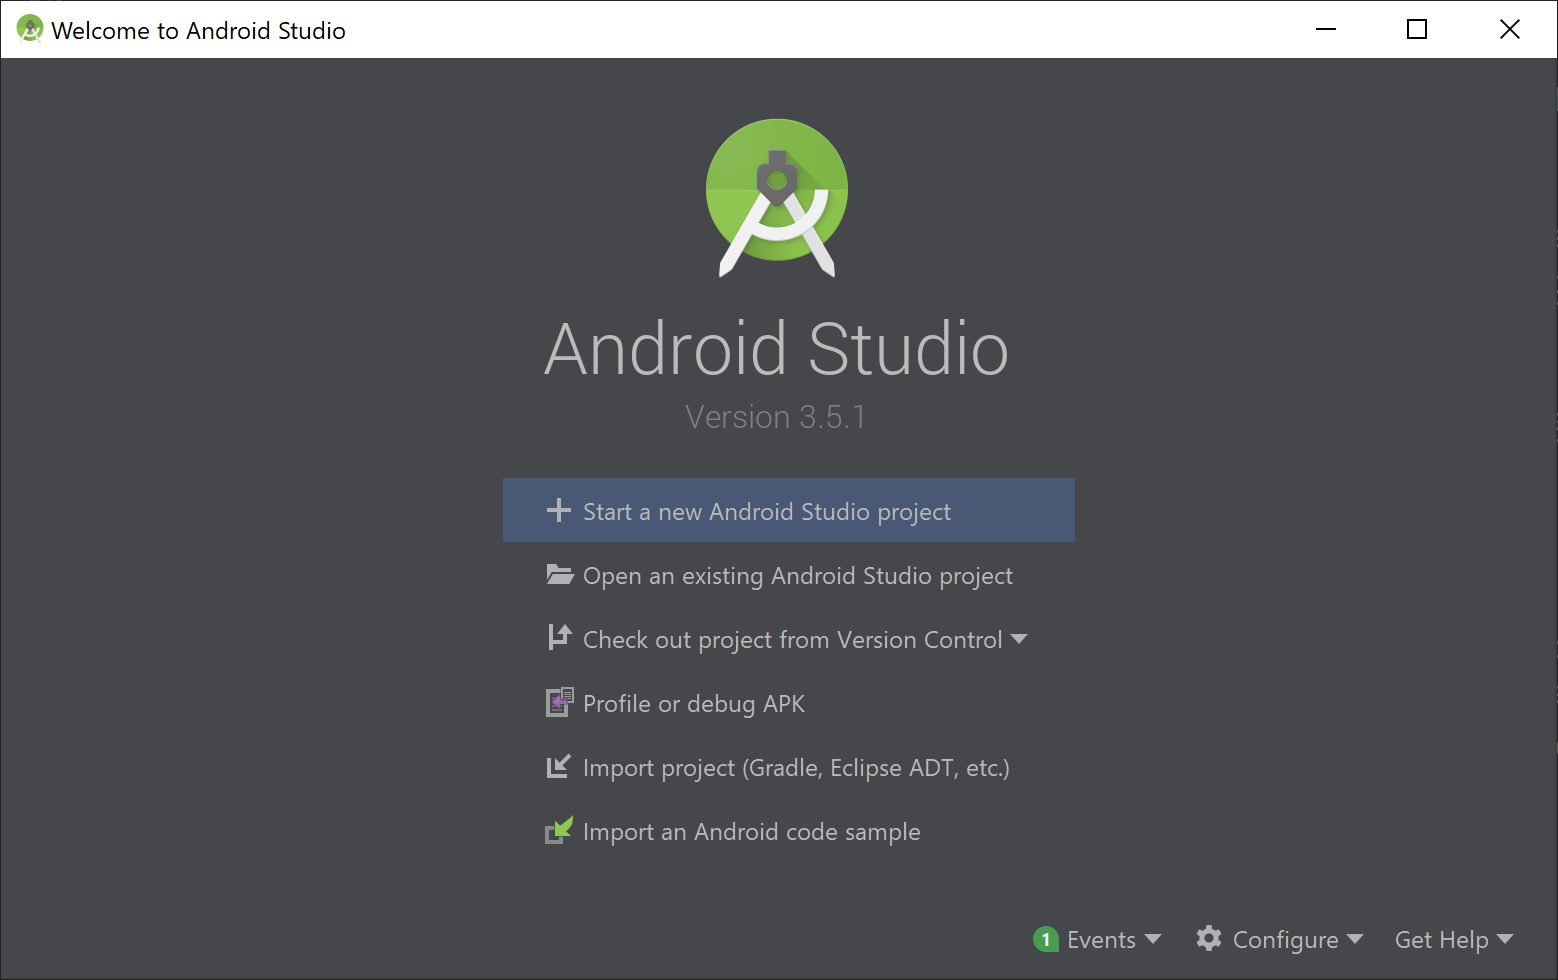 Welcome to Android Studio
Android Studio
Version 3.5.1
Start a new Android Studio project
Open an existing Android Studio project
Check out project from Version Control
Profile or debug APK
Import project (Gradle, Eclipse ADT, etc.)
Import an Android code sample
1 Events Configure Get Help